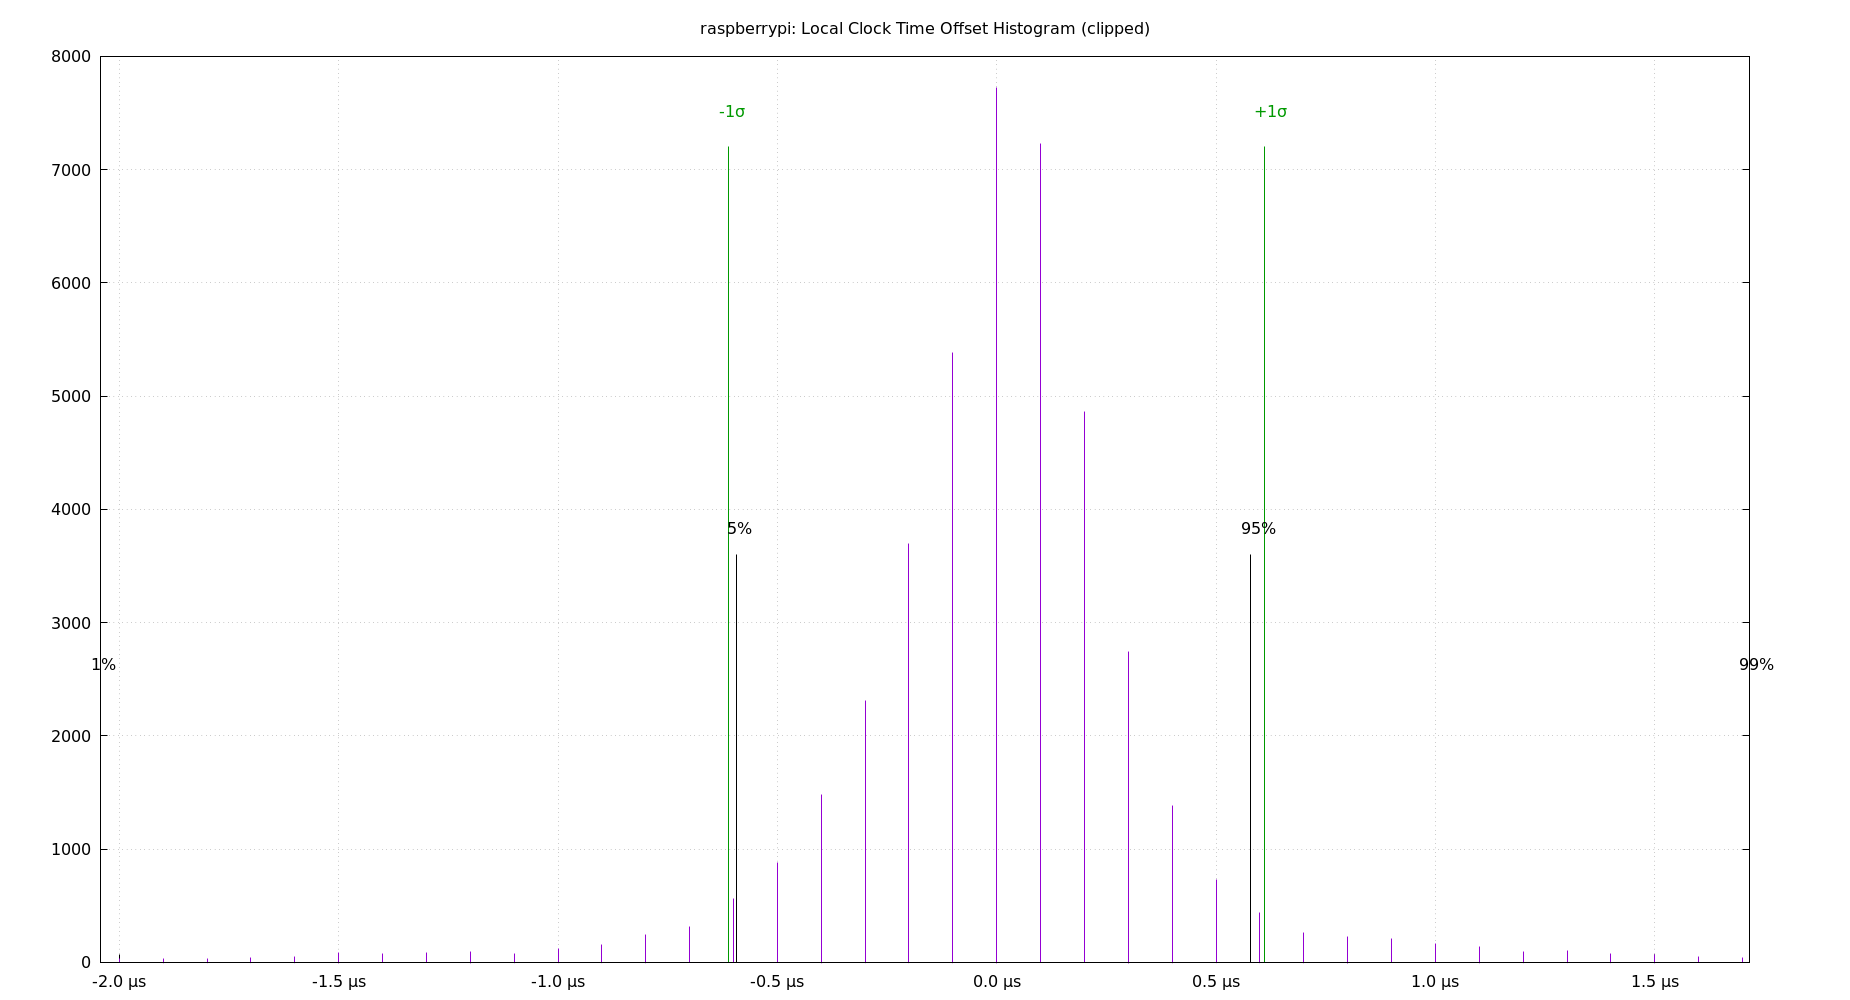 raspberrypi: Local Clock Time Offset Histogram (clipped)
8000
-1σ
+1σ
7000
6000
5000
4000
5%
95%
3000
1%
99%
2000
1000
0
-2.0 µs
-1.5 µs
-1.0 µs
-0.5 µs
0.0 µs
0.5 µs
1.0 µs
1.5 µs